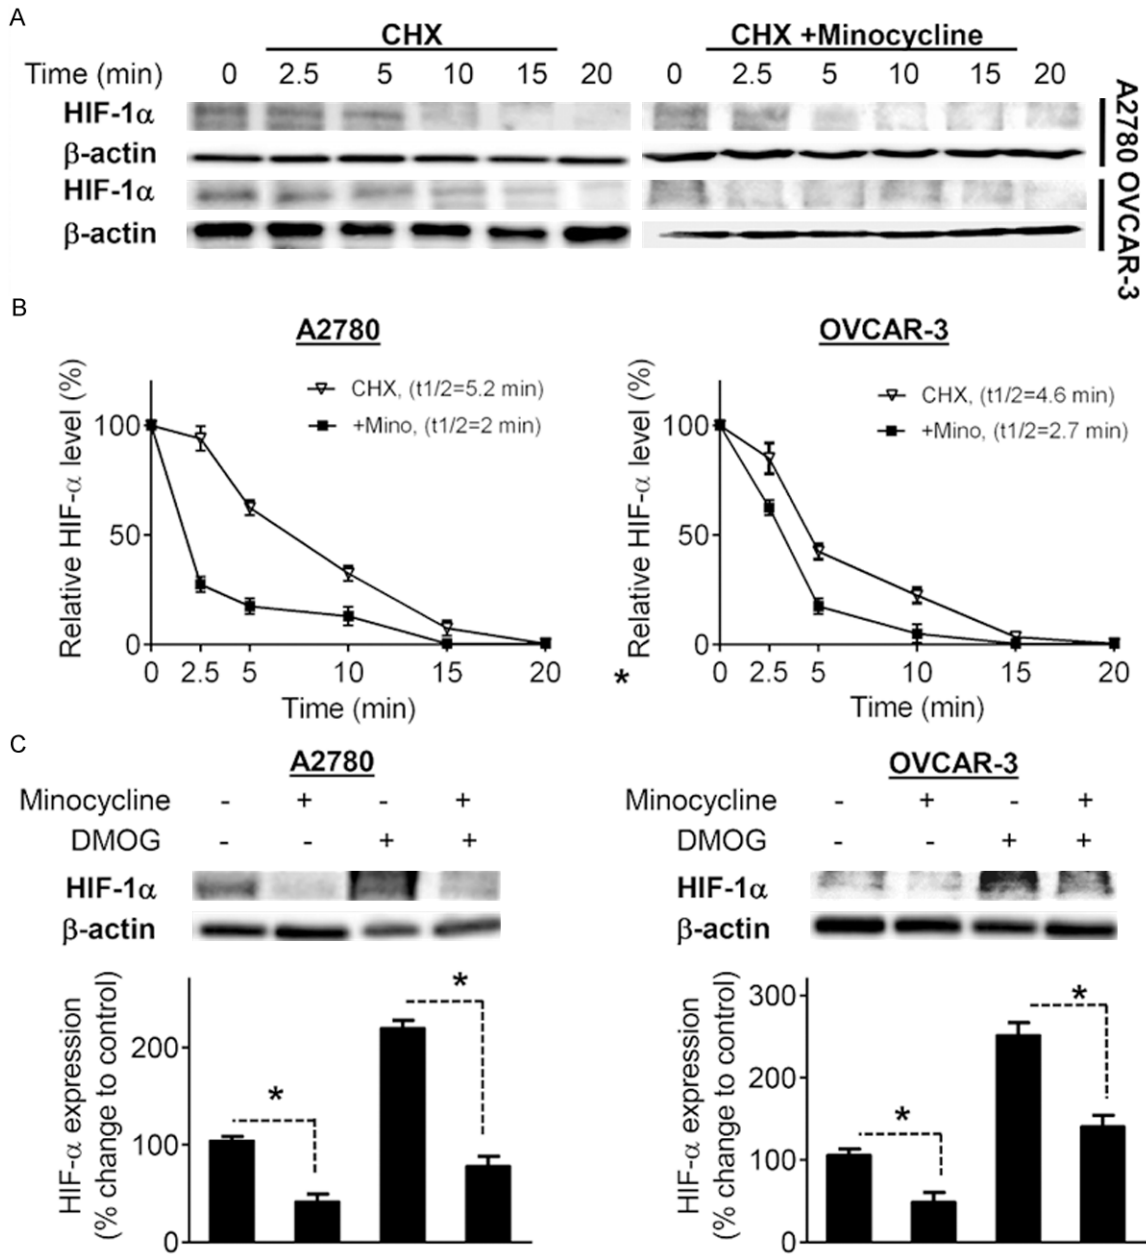 A
CHX
CHX +Minocycline
Time (min) 0 2.5 5 10 15 20 0 2.5 5 10 15 20
HIF-1α
β-actin
HIF-1α
β-actin
A2780 OVCAR-3
B
A2780
OVCAR-3
CHX, (t1/2=5.2 min)
+Mino, (t1/2=2 min)
CHX, (t1/2=4.6 min)
+Mino, (t1/2=2.7 min)
Relative HIF-α level (%)
100
50
0
0 2.5 5 10 15 20
Time (min)
*
Relative HIF-α level (%)
100
50
0
0 2.5 5 10 15 20
Time (min)
C
A2780
Minocycline - + - +
DMOG - - + +
HIF-1α
β-actin
OVCAR-3
Minocycline - + - +
DMOG - - + +
HIF-1α
β-actin
HIF-α expression
(% change to control)
200
100
0
*
*
HIF-α expression
(% change to control)
300
200
100
0
*
*